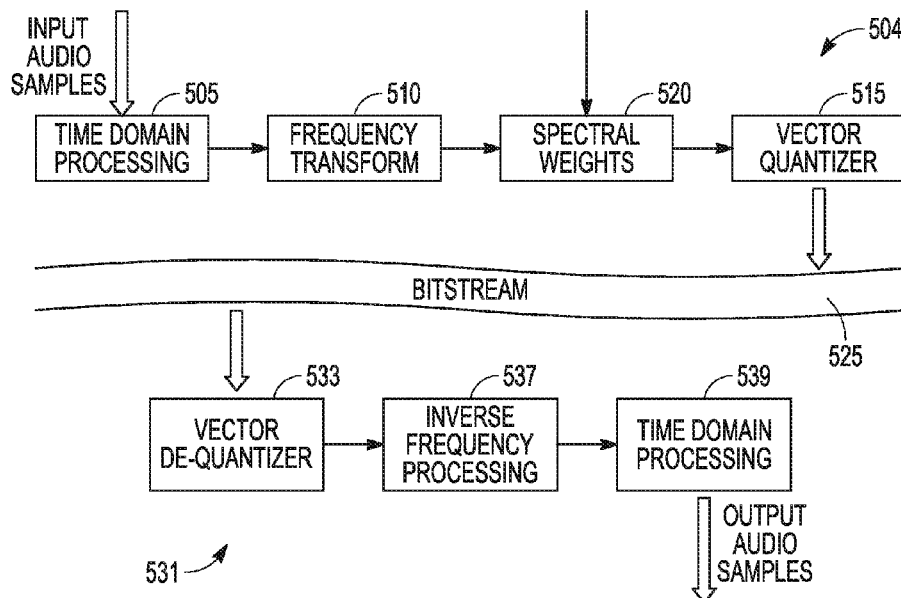 INPUT
AUDIO
SAMPLES
504
505
510
520
515
TIME DOMAIN
PROCESSING
FREQUENCY
TRANSFORM
SPECTRAL
WEIGHTS
VECTOR
QUANTIZER
BITSTREAM
525
533
537
539
VECTOR
DE-QUANTIZER
INVERSE
FREQUENCY
PROCESSING
TIME DOMAIN
PROCESSING
531
OUTPUT
AUDIO
SAMPLES